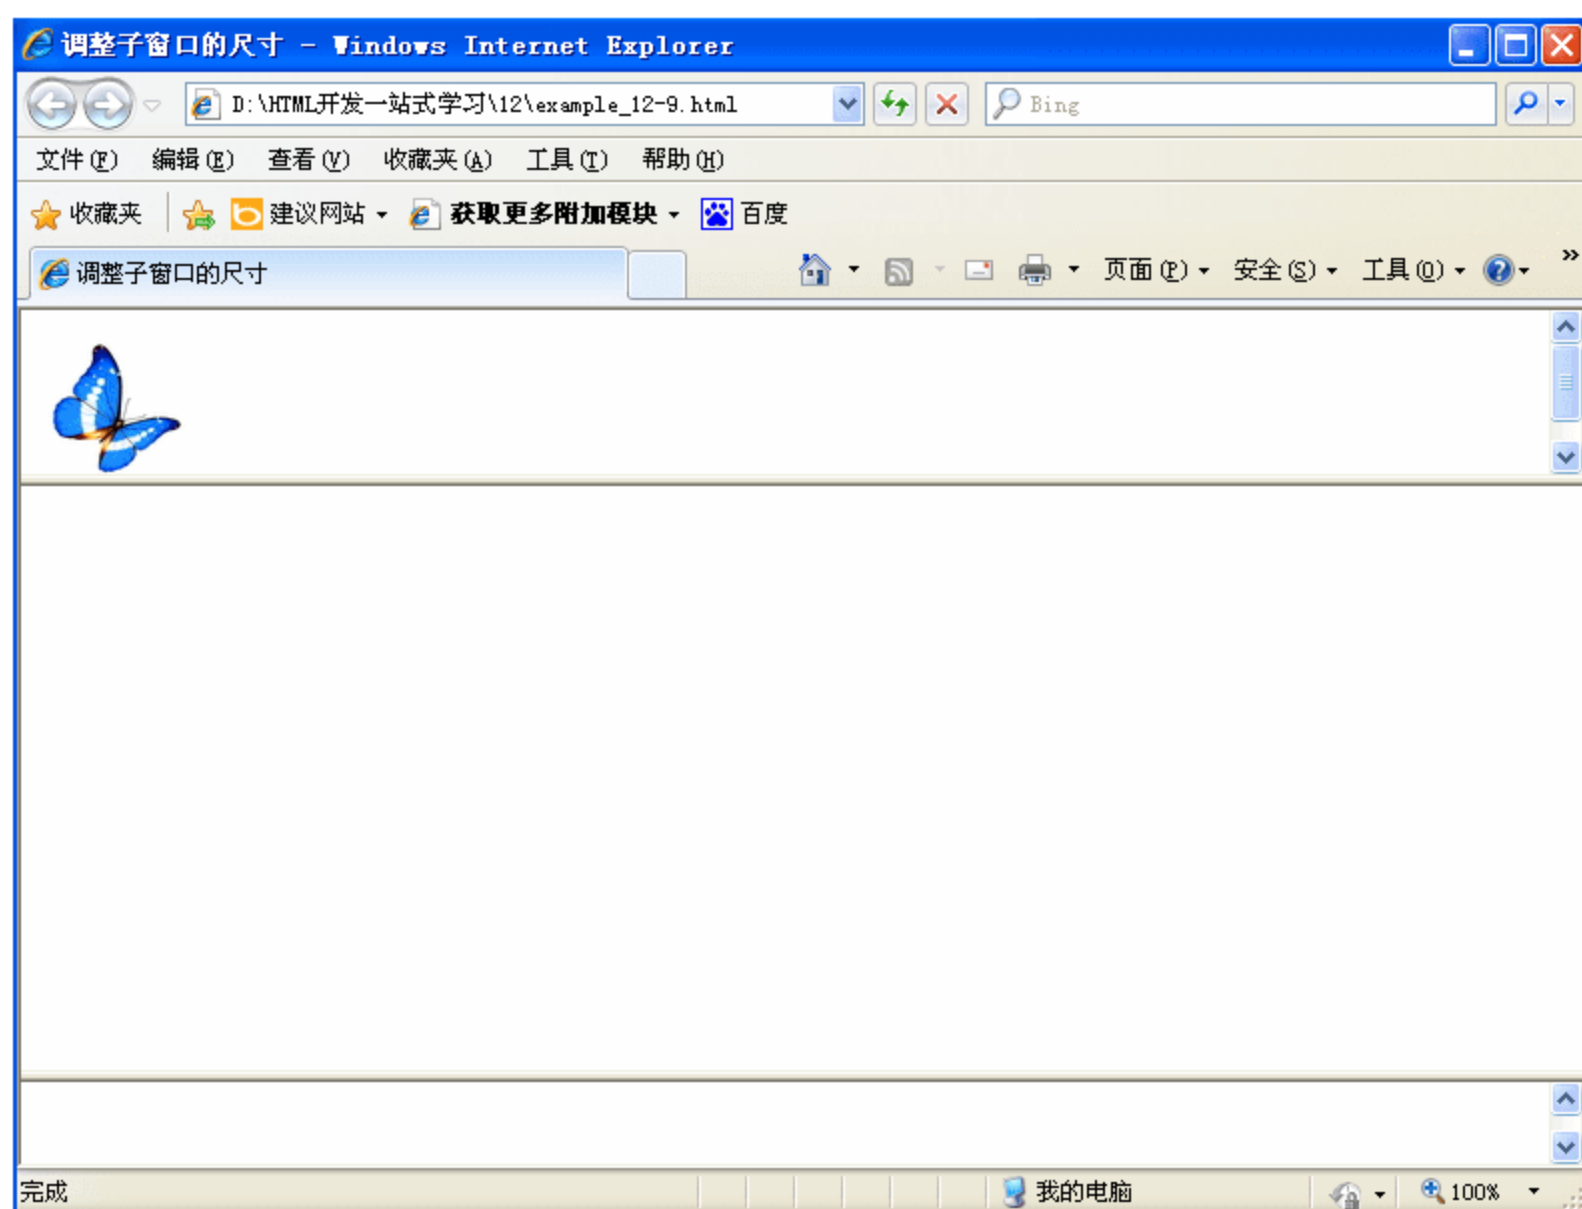 调整子窗口的尺寸 - Windows Internet Explorer
D:\HTML开发一站式学习\12\example_12-9.html Bing
文件(F) 编辑(E) 查看(V) 收藏夹(A) 工具(T) 帮助(H)
收藏夹 建议网站 获取更多附加模块 百度
调整子窗口的尺寸 页面(P) 安全(S) 工具(O) »
完成 我的电脑 100%